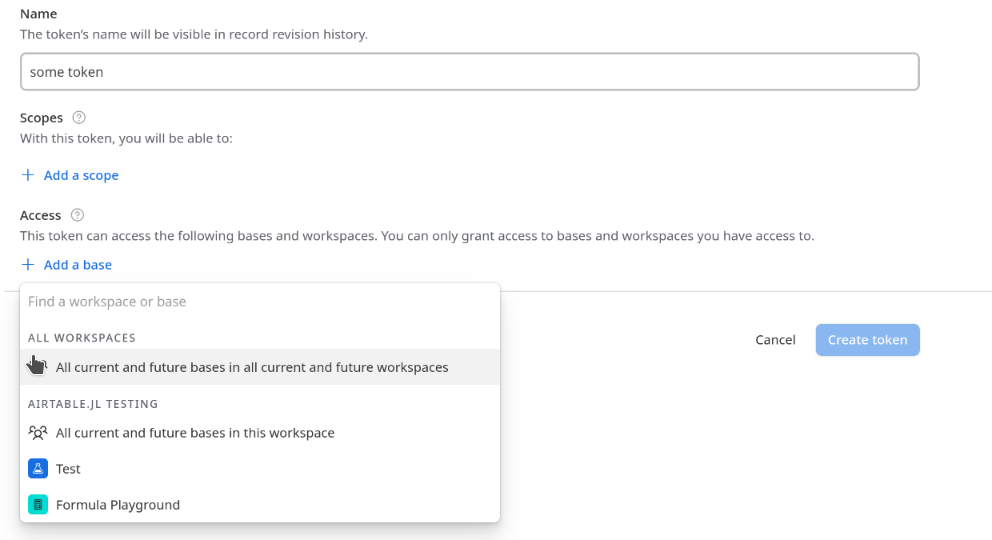 Name
The token's name will be visible in record revision history.
some token
Scopes
With this token, you will be able to:
+ Add a scope
Access
This token can access the following bases and workspaces. You can only grant access to bases and workspaces you have access to.
+ Add a base
Find a workspace or base
ALL WORKSPACES
All current and future bases in all current and future workspaces
AIRTABLE.JL TESTING
All current and future bases in this workspace
Test
Formula Playground
Cancel
Create token